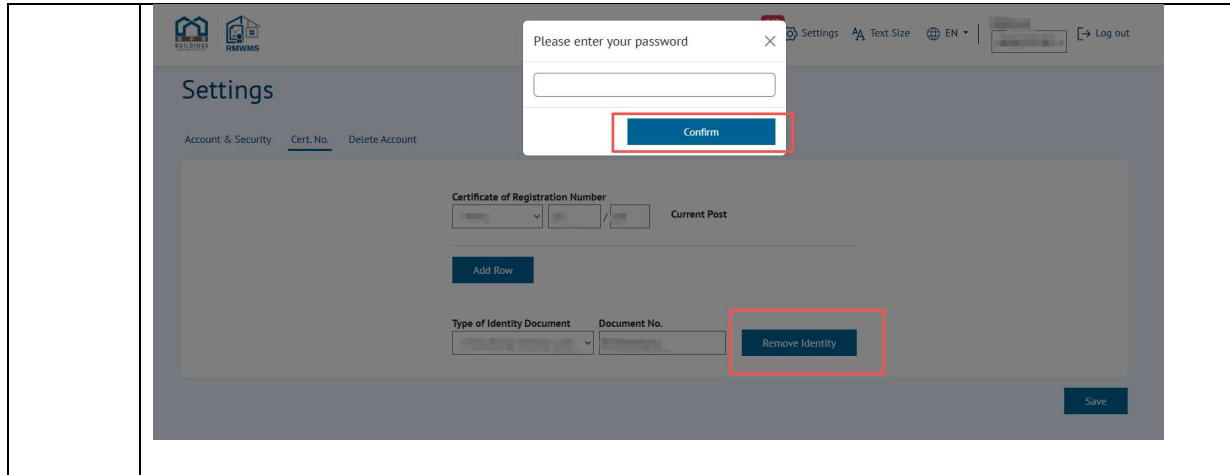 Please enter your password
Settings
Text Size
EN
Log out
BUILDINGS
RMWMS
Settings
Confirm
Account & Security
Cert. No.
Delete Account
Certificate of Registration Number
/
Current Post
Add Row
Type of Identity Document
Document No.
Remove Identity
Save